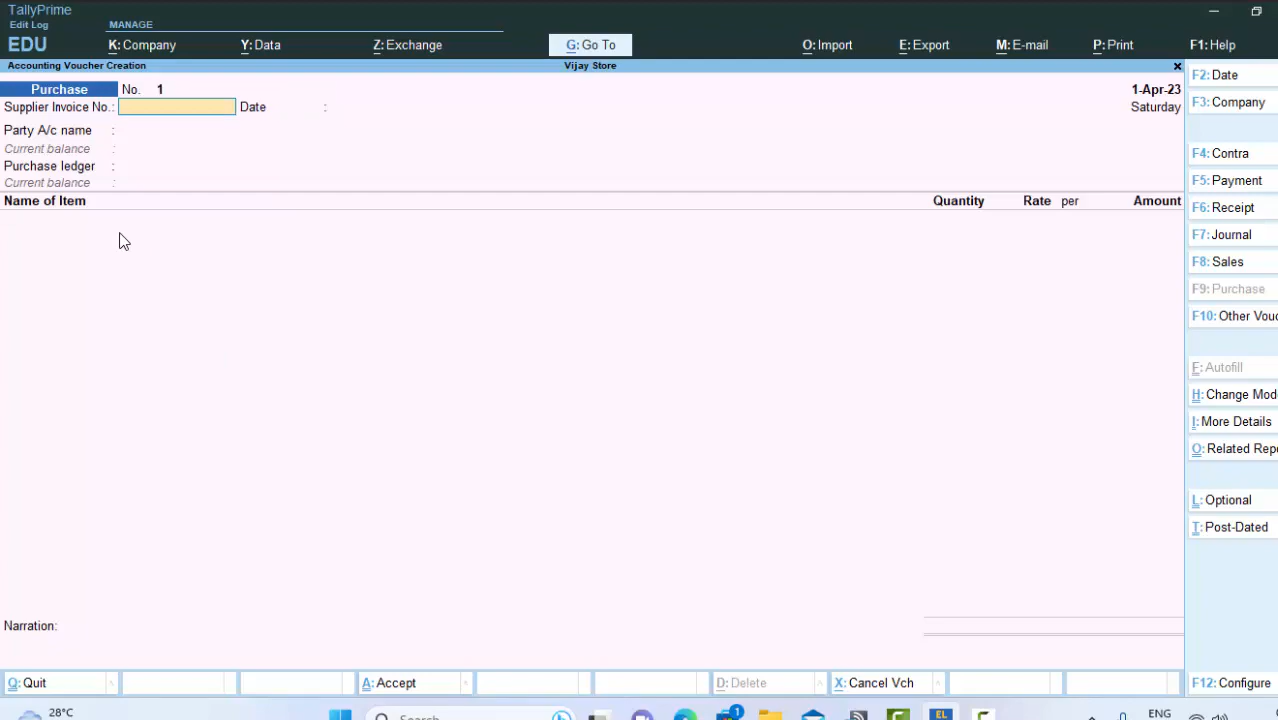 TallyPrime
Edit Log
MANAGE
EDU
K: Company
Y: Data
Z: Exchange
G: Go To
O: Import
E: Export
M: E-mail
P: Print
F1: Help
Accounting Voucher Creation
Vijay Store
Purchase No. 1
1-Apr-23
Supplier Invoice No.: Date :
Saturday
Party A/c name :
Current balance :
Purchase ledger :
Current balance :
Name of Item Quantity Rate per Amount
Narration:
F2: Date
F3: Company
F4: Contra
F5: Payment
F6: Receipt
F7: Journal
F8: Sales
F9: Purchase
F10: Other Vou
F: Autofill
H: Change Mod
I: More Details
O: Related Rep
L: Optional
T: Post-Dated
F12: Configure
Q: Quit
A: Accept
D: Delete
X: Cancel Vch
28°C
Search
1
EL
ENG